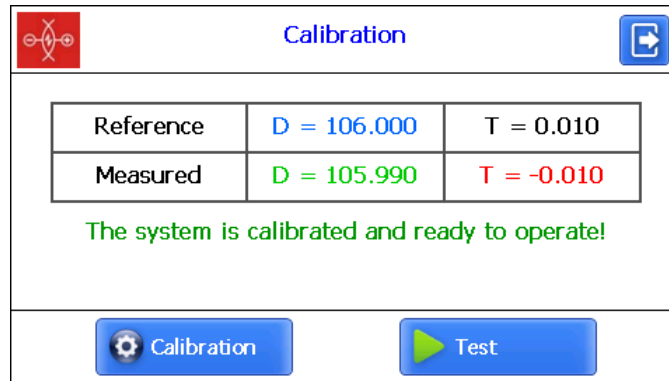 Calibration
Reference D = 106.000 T = 0.010
Measured D = 105.990 T = -0.010
The system is calibrated and ready to operate!
Calibration Test